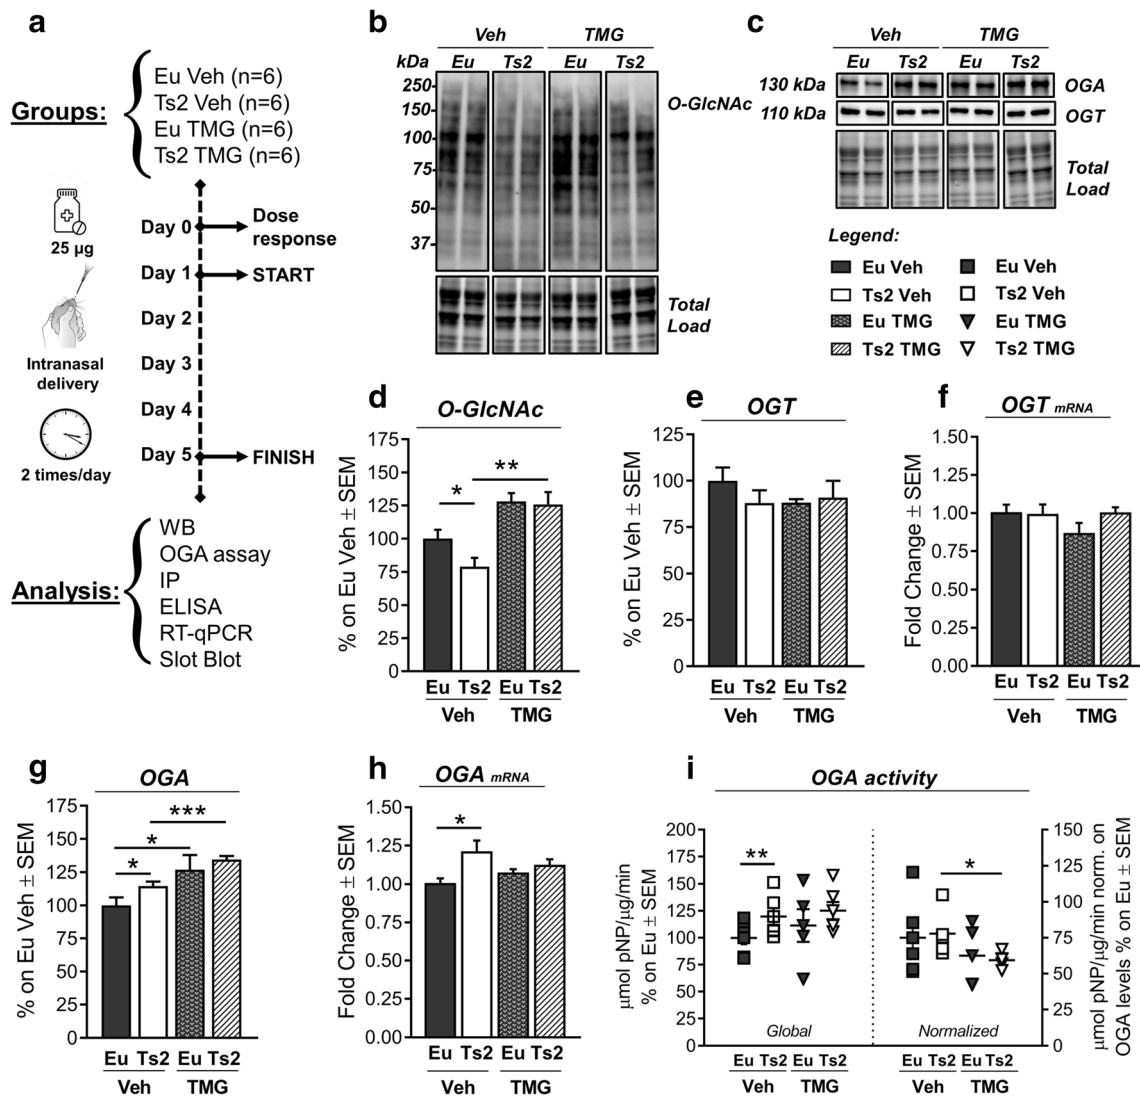 a
Groups:
Eu Veh (n=6)
Ts2 Veh (n=6)
Eu TMG (n=6)
Ts2 TMG (n=6)
25 µg
Intranasal
delivery
2 times/day
Day 0
Dose
response
Day 1
START
Day 2
Day 3
Day 4
Day 5
FINISH
Analysis:
WB
OGA assay
IP
ELISA
RT-qPCR
Slot Blot
b
Veh TMG
kDa Eu Ts2 Eu Ts2
250
150
100
75
50
37
O-GlcNAc
Total
Load
c
Veh TMG
Eu Ts2 Eu Ts2
130 kDa OGA
110 kDa OGT
Total
Load
Legend:
Eu Veh Eu Veh
Ts2 Veh Ts2 Veh
Eu TMG Eu TMG
Ts2 TMG Ts2 TMG
d
O-GlcNAc
% on Eu Veh ± SEM
175
150
125
100
75
50
25
0
*
**
Eu Ts2 Eu Ts2
Veh TMG
e
OGT
% on Eu Veh ± SEM
125
100
75
50
25
0
Eu Ts2 Eu Ts2
Veh TMG
f
OGT mRNA
Fold Change ± SEM
1.50
1.25
1.00
0.75
0.50
0.25
0.00
Eu Ts2 Eu Ts2
Veh TMG
g
OGA
% on Eu Veh ± SEM
175
150
125
100
75
50
25
0
***
*
*
Eu Ts2 Eu Ts2
Veh TMG
h
OGA mRNA
Fold Change ± SEM
1.50
1.25
1.00
0.75
0.50
0.25
0.00
*
Eu Ts2 Eu Ts2
Veh TMG
i
OGA activity
µmol pNP/µg/min
% on Eu ± SEM
200
175
150
125
100
75
50
25
0
**
*
Global Normalized
150
125
100
75
50
25
0
µmol pNP/µg/min norm. on
OGA levels % on Eu ± SEM
Eu Ts2 Eu Ts2 Eu Ts2 Eu Ts2
Veh TMG Veh TMG